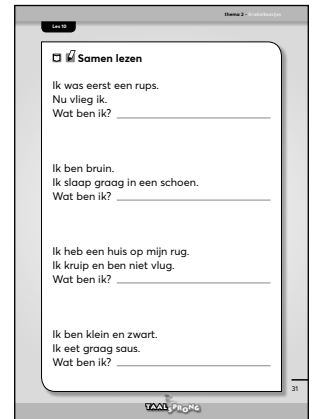 thema 2 -
Les 10
Samen lezen
Ik was eerst een rups.
Nu vlieg ik.
Wat ben ik?
Ik ben bruin.
Ik slaap graag in een schoen.
Wat ben ik?
Ik heb een huis op mijn rug.
Ik kruip en ben niet vlug.
Wat ben ik?
Ik ben klein en zwart.
Ik eet graag saus.
Wat ben ik?
31
TAALSPRONG